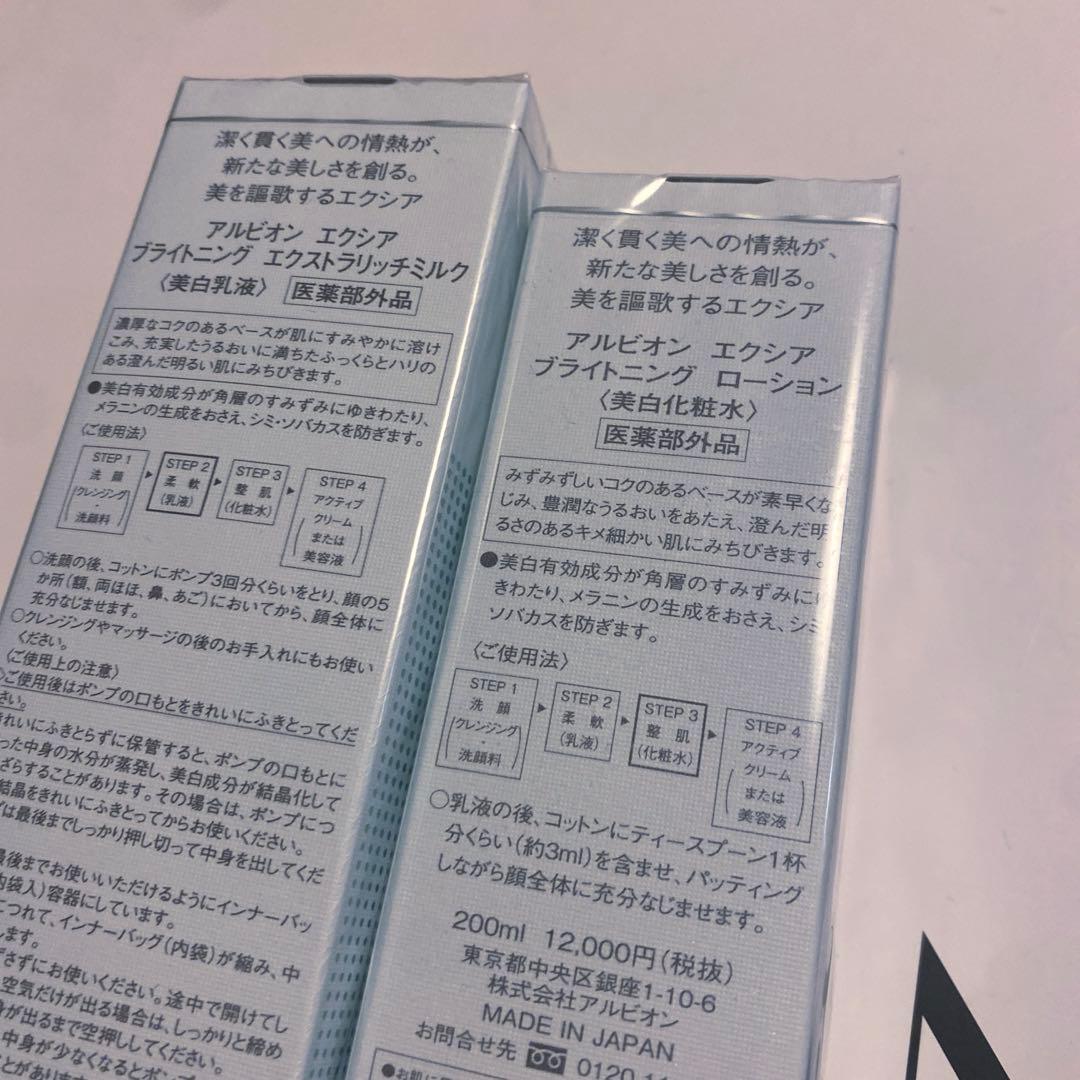 潔く貫く美への情熱が、
新たな美しさを創る。
美を謳歌するエクシア
アルビオン エクシア
ブライトニング エクストラリッチミルク
〈美白乳液〉 医薬部外品
濃厚なコクのあるベースが肌にすみやかに溶け
こみ、充実したうるおいに満ちたふっくらとハリの
ある澄んだ明るい肌にみちびきます。
●美白有効成分が角層のすみずみにゆきわたり、
メラニンの生成をおさえ、シミ・ソバカスを防ぎます。
〈ご使用法〉
STEP 1
洗顔
(クレンジング
・
洗顔料)
STEP 2
柔軟
(乳液)
STEP 3
整肌
(化粧水)
STEP 4
アクティブ
(クリーム
または
美容液)
○洗顔の後、コットンにポンプ3回分くらいをとり、顔の5
か所(額、両ほほ、鼻、あご)においてから、顔全体に
充分なじませます。
○クレンジングやマッサージの後のお手入れにもお使い
ください。
〈ご使用上の注意〉
ご使用後はポンプの口もとをきれいにふきとってくだ
さい。
きれいにふきとらずに保管すると、ポンプの口もとに
った中身の水分が蒸発し、美白成分が結晶化して
ざらすることがあります。その場合は、ポンプにつ
結晶をきれいにふきとってからお使いください。
は最後までしっかり押し切って中身を出してくだ
最後までお使いいただけるようにインナーバッ
内袋入)容器にしています。
につれて、インナーバッグ(内袋)が縮み、中
します。
ずさずにお使いください。途中で開けてし
空気だけが出る場合は、しっかりと締め
身が出るまで空押ししてください。
中身が少なくなるとポンプ
ことがあります
潔く貫く美への情熱が、
新たな美しさを創る。
美を謳歌するエクシア
アルビオン エクシア
ブライトニング ローション
〈美白化粧水〉
医薬部外品
みずみずしいコクのあるベースが素早くな
じみ、豊潤なうるおいをあたえ、澄んだ明
るさのあるキメ細かい肌にみちびきます。
●美白有効成分が角層のすみずみにゆ
きわたり、メラニンの生成をおさえ、シミ
ソバカスを防ぎます。
〈ご使用法〉
STEP 1
洗顔
(クレンジング
・
洗顔料)
STEP 2
柔軟
(乳液)
STEP 3
整肌
(化粧水)
STEP 4
アクティブ
(クリーム
または
美容液)
○乳液の後、コットンにティースプーン1杯
分くらい(約3ml)を含ませ、パッティング
しながら顔全体に充分なじませます。
200ml 12,000円(税抜)
東京都中央区銀座1-10-6
株式会社アルビオン
MADE IN JAPAN
お問合せ先 0120
●お肌に